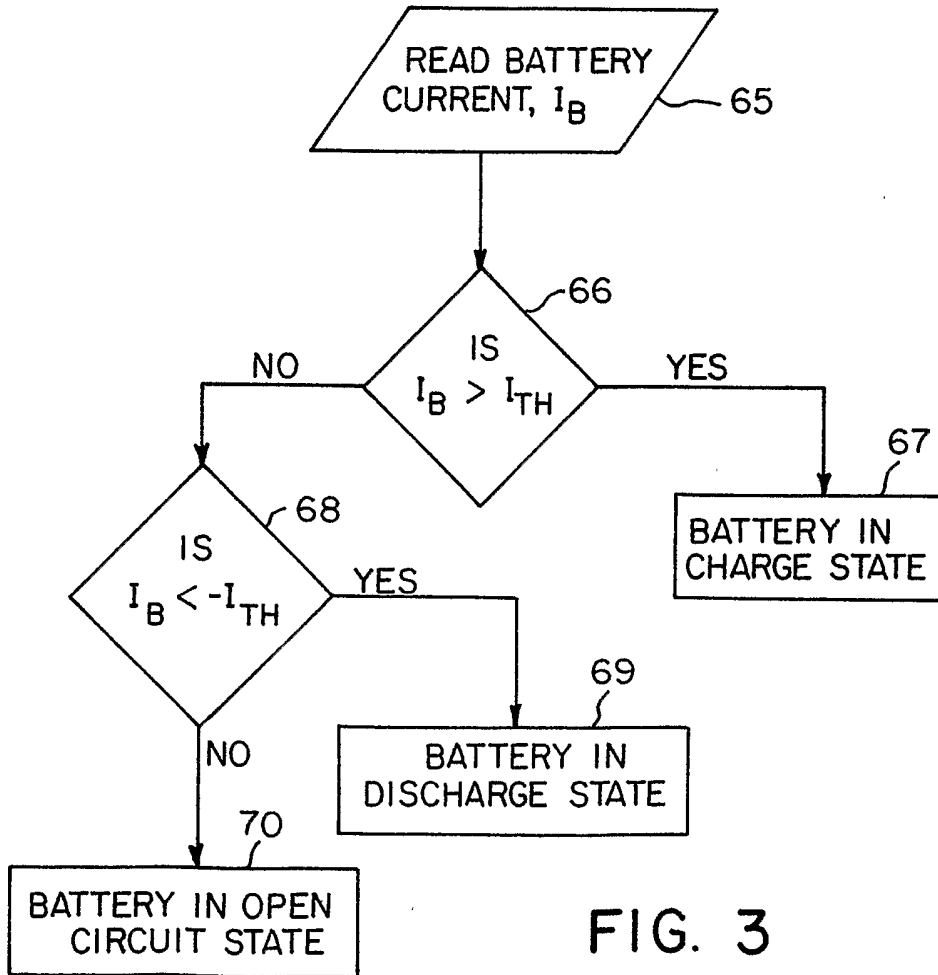 READ BATTERY
CURRENT, I_B
65
66
IS
I_B > I_TH
NO
YES
67
BATTERY IN
CHARGE STATE
68
IS
I_B < -I_TH
YES
69
BATTERY IN
DISCHARGE STATE
NO
70
BATTERY IN OPEN
CIRCUIT STATE
FIG. 3